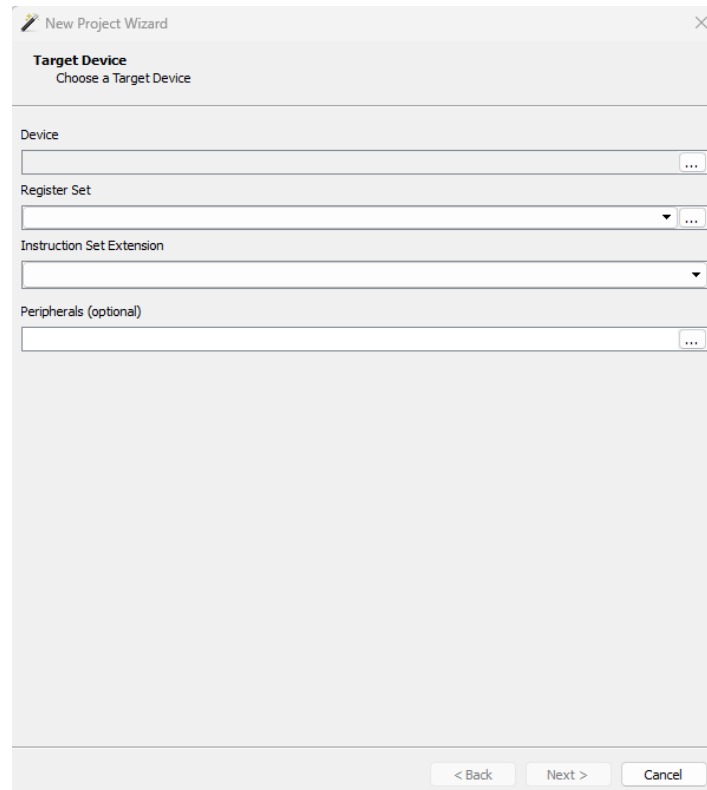 New Project Wizard
Target Device
Choose a Target Device
Device
...
Register Set
...
Instruction Set Extension
Peripherals (optional)
...
< Back Next > Cancel